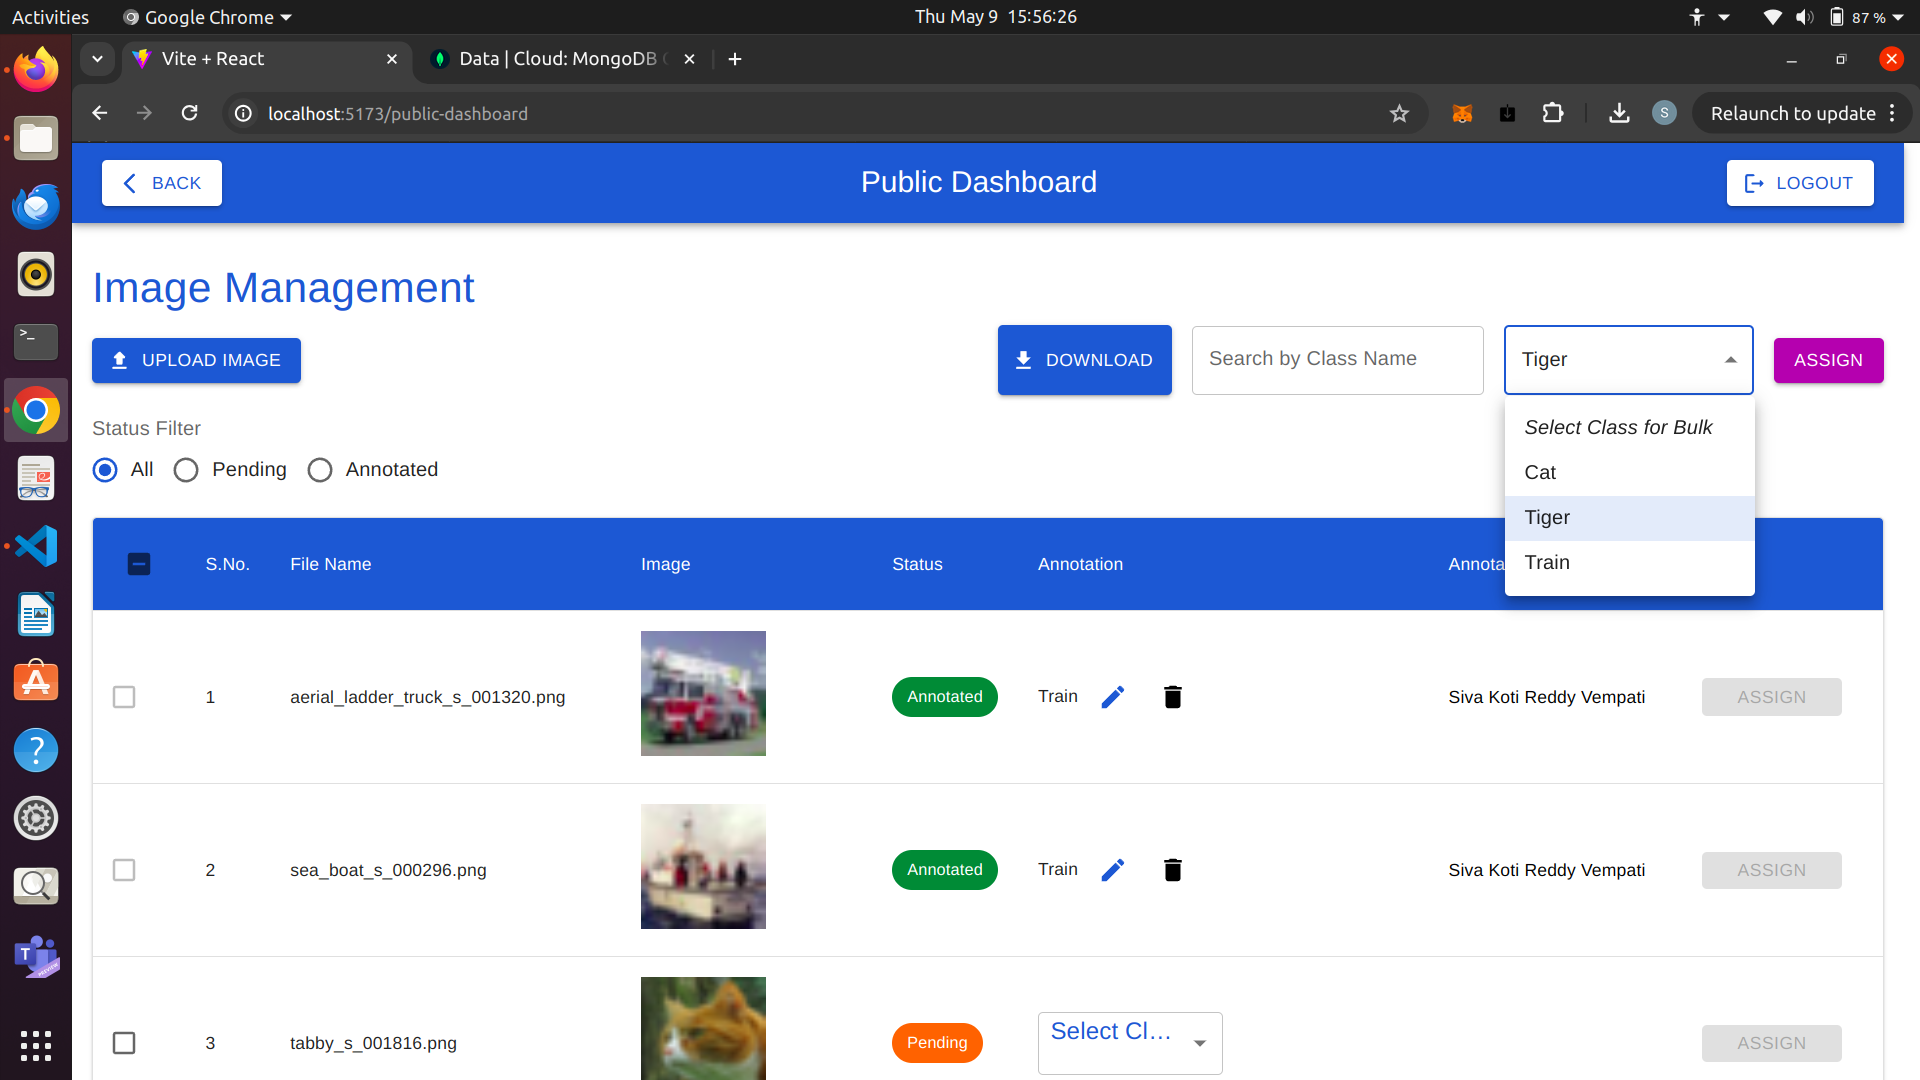 Activities
Google Chrome
Thu May 9 15:56:26
87 %
Vite + React
Data | Cloud: MongoDB
localhost:5173/public-dashboard
S
Relaunch to update
BACK
Public Dashboard
LOGOUT
Image Management
UPLOAD IMAGE
DOWNLOAD
Search by Class Name
Tiger
ASSIGN
Status Filter
All
Pending
Annotated
Select Class for Bulk
Cat
Tiger
Train
S.No.
File Name
Image
Status
Annotation
Annota
1
aerial_ladder_truck_s_001320.png
Annotated
Train
Siva Koti Reddy Vempati
ASSIGN
2
sea_boat_s_000296.png
Annotated
Train
Siva Koti Reddy Vempati
ASSIGN
3
tabby_s_001816.png
Pending
Select Cl...
ASSIGN